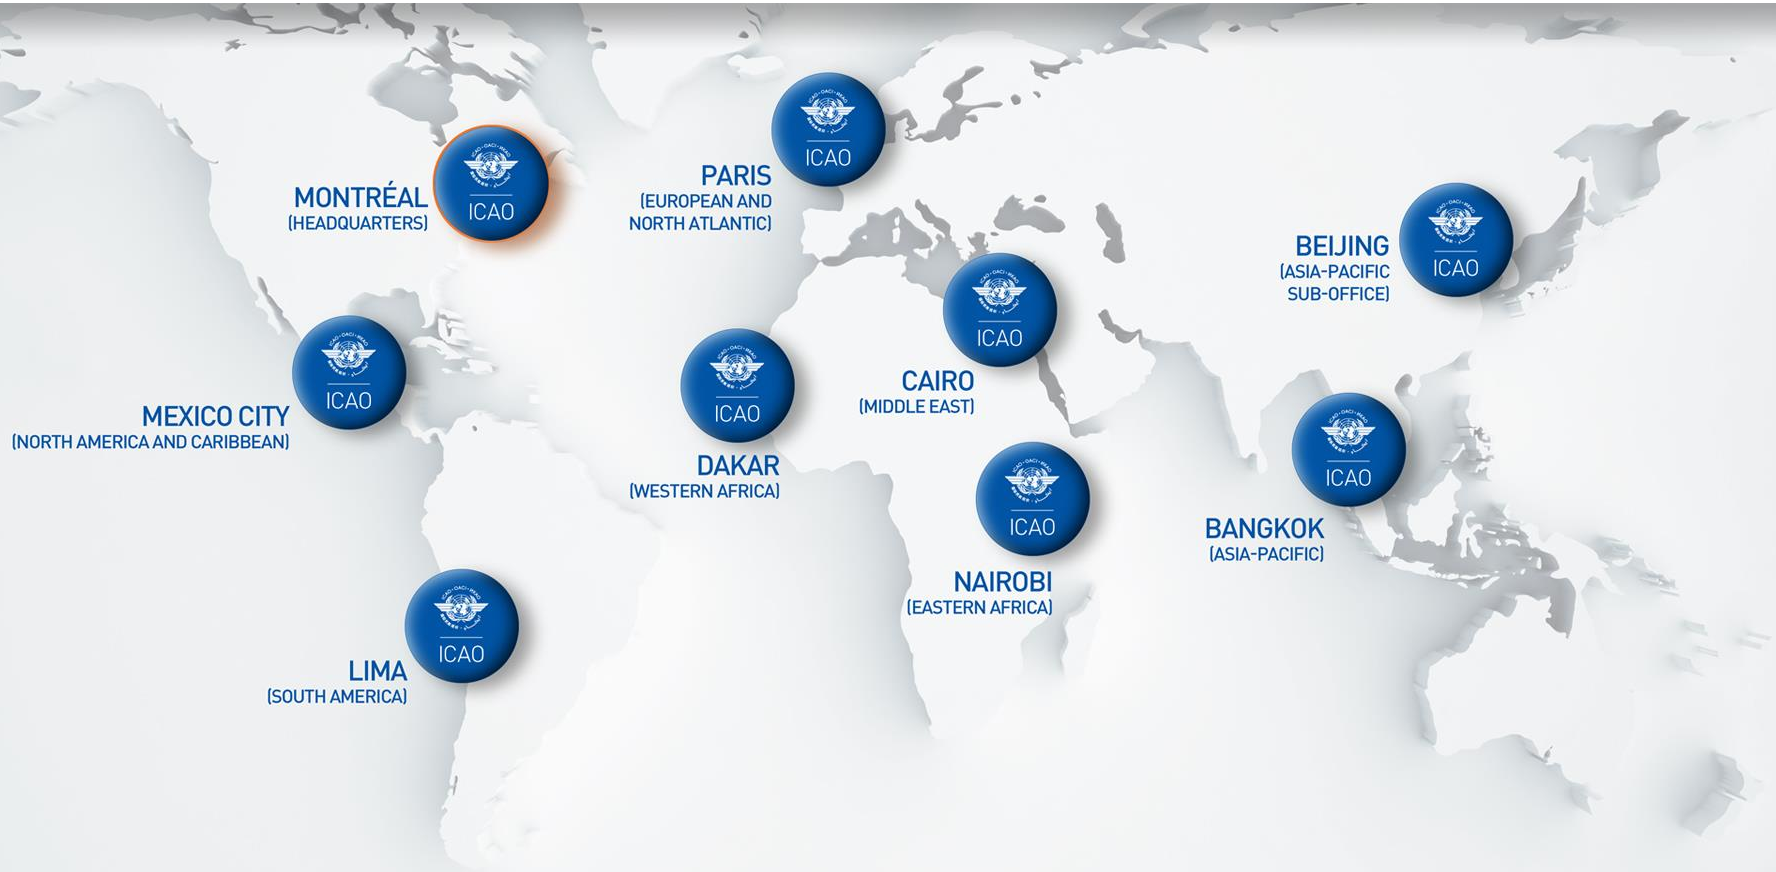 ICAO
PARIS
(EUROPEAN AND
NORTH ATLANTIC)
ICAO
MONTRÉAL
(HEADQUARTERS)
ICAO
BEIJING
(ASIA-PACIFIC
SUB-OFFICE)
ICAO
CAIRO
(MIDDLE EAST)
ICAO
MEXICO CITY
(NORTH AMERICA AND CARIBBEAN)
ICAO
DAKAR
(WESTERN AFRICA)
ICAO
BANGKOK
(ASIA-PACIFIC)
ICAO
NAIROBI
(EASTERN AFRICA)
ICAO
LIMA
(SOUTH AMERICA)